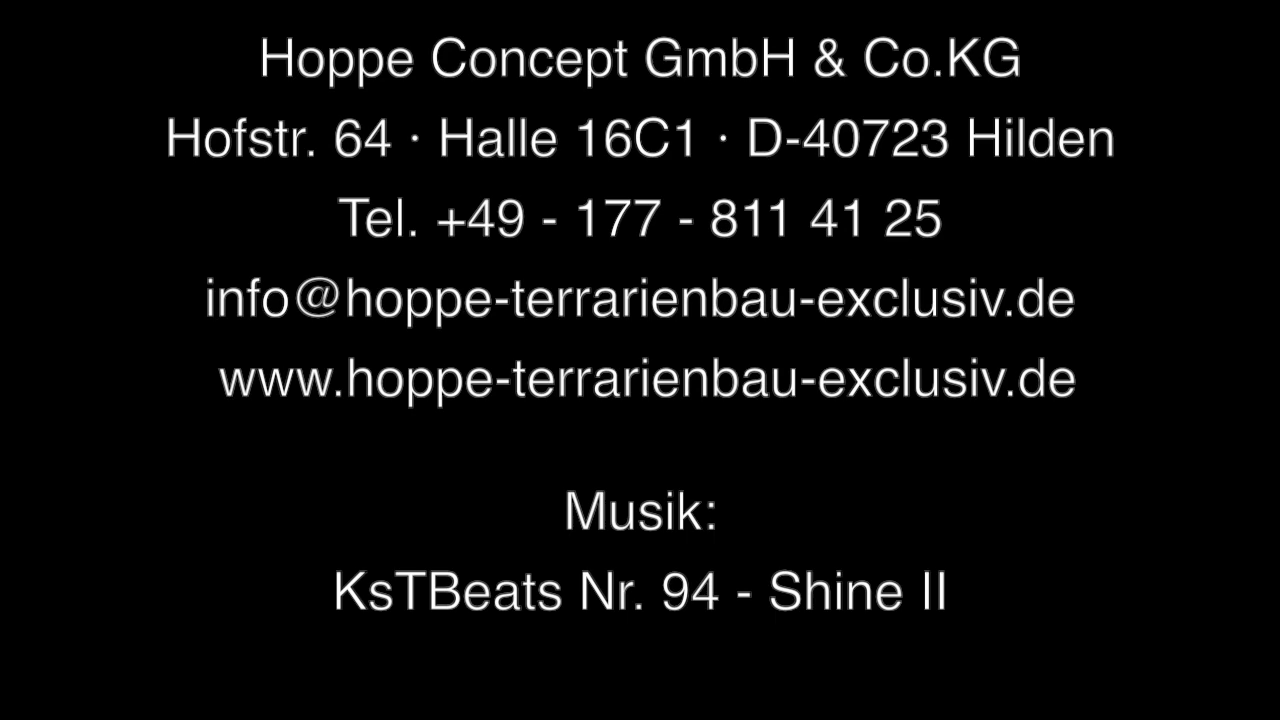 Hoppe Concept GmbH & Co.KG
Hofstr. 64 · Halle 16C1 · D-40723 Hilden
Tel. +49 - 177 - 811 41 25
info@hoppe-terrarienbau-exclusiv.de
www.hoppe-terrarienbau-exclusiv.de
Musik:
KsTBeats Nr. 94 - Shine II